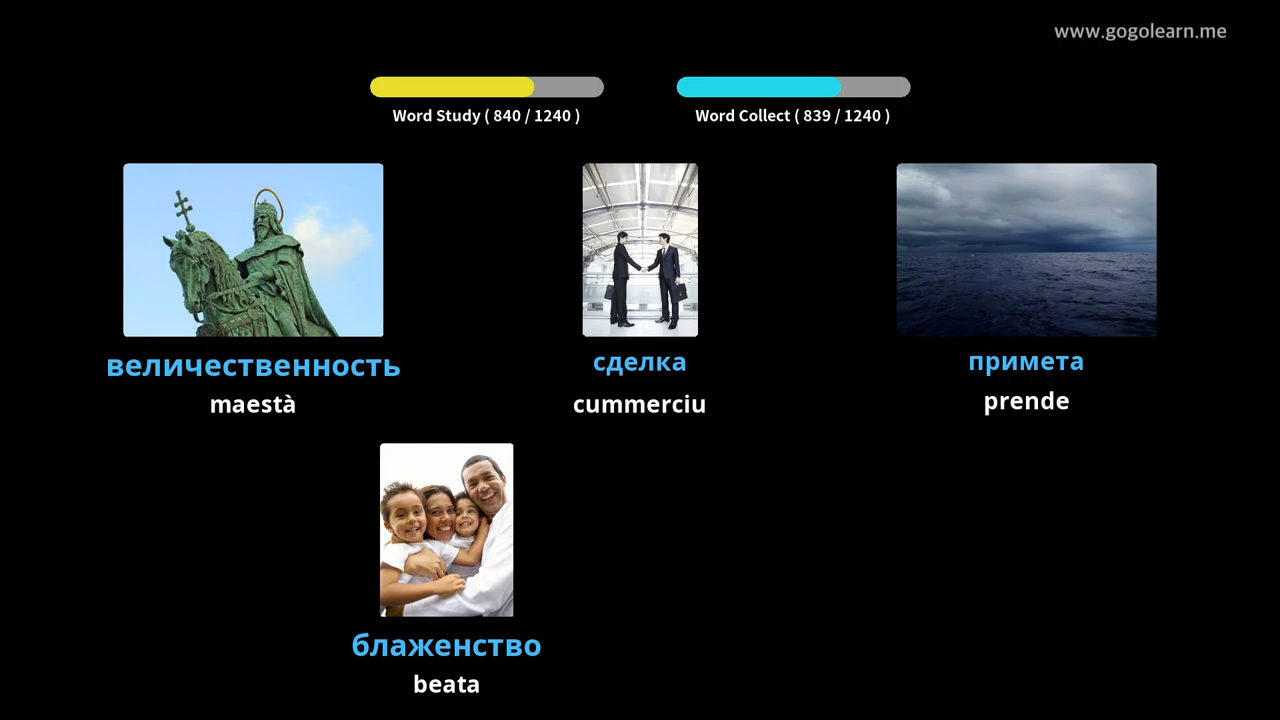 www.gogolearn.me
Word Study ( 840 / 1240 )
Word Collect ( 839 / 1240 )
величественность
maestà
сделка
cummerciu
примета
prende
блаженство
beata